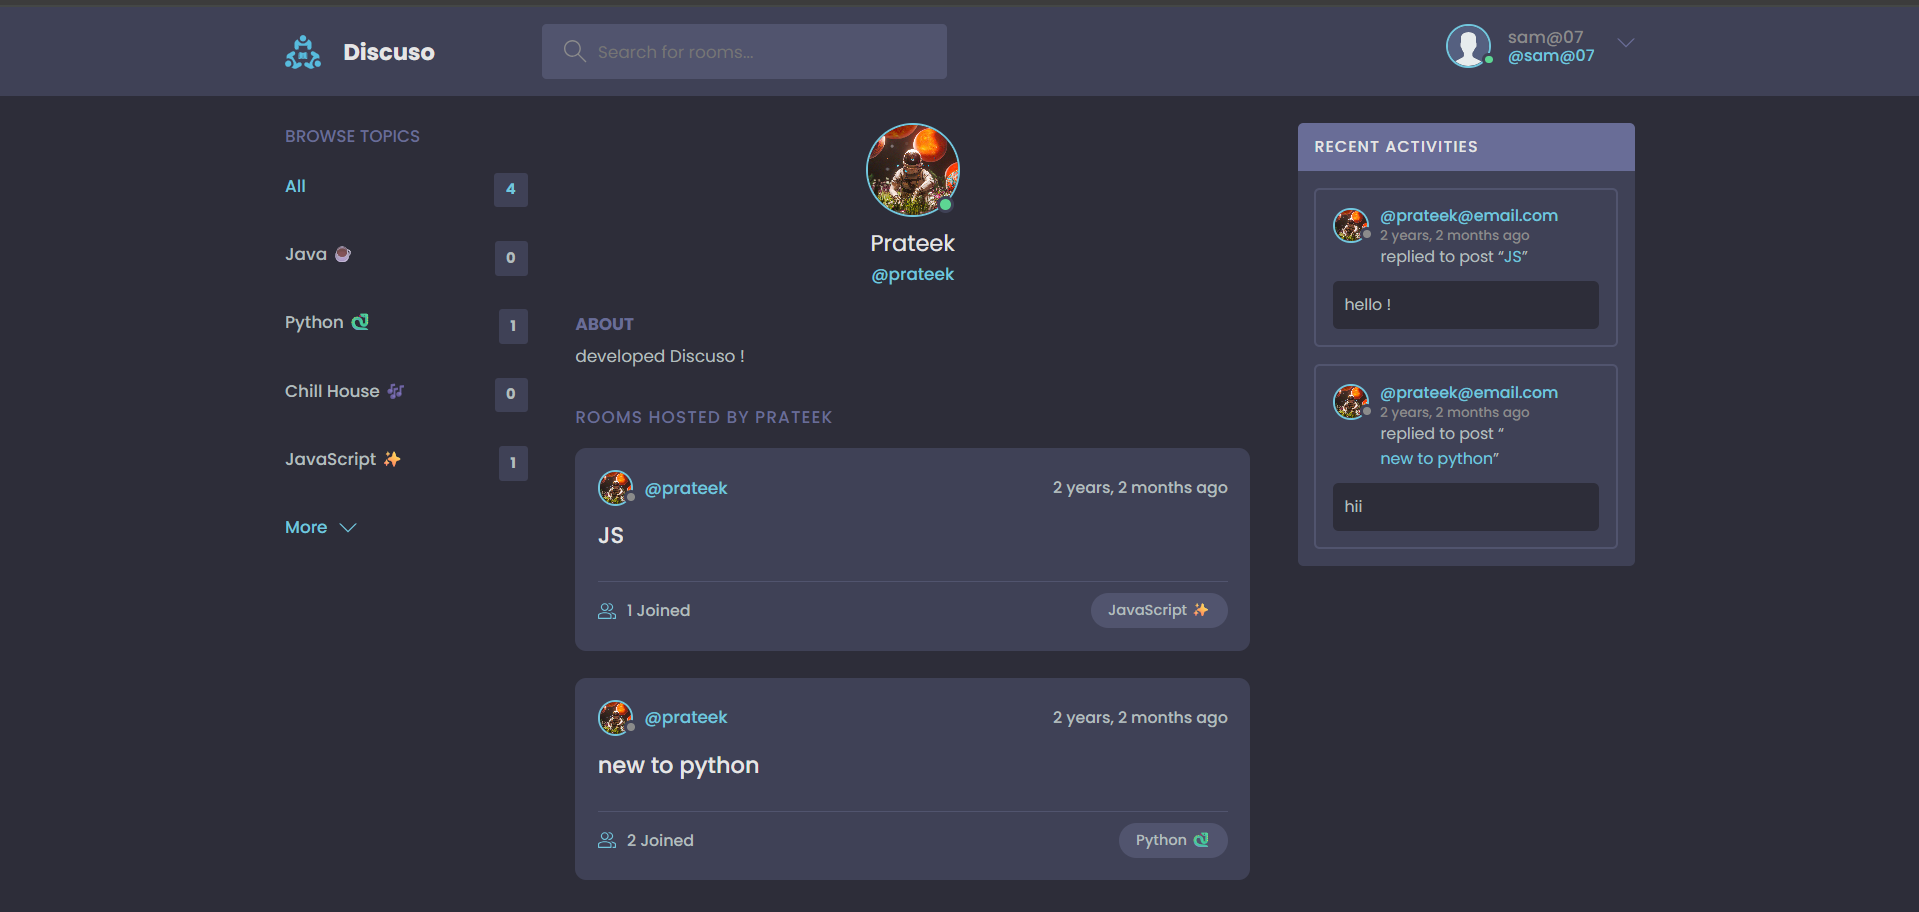 Discuso
Search for rooms...
sam@07
@sam@07
BROWSE TOPICS
All 4
Java 0
Python 1
Chill House 🎶 0
JavaScript ✨ 1
More
Prateek
@prateek
ABOUT
developed Discuso !
ROOMS HOSTED BY PRATEEK
@prateek 2 years, 2 months ago
JS
1 Joined JavaScript ✨
@prateek 2 years, 2 months ago
new to python
2 Joined Python
RECENT ACTIVITIES
@prateek@email.com
2 years, 2 months ago
replied to post “JS”
hello !
@prateek@email.com
2 years, 2 months ago
replied to post “
new to python”
hii